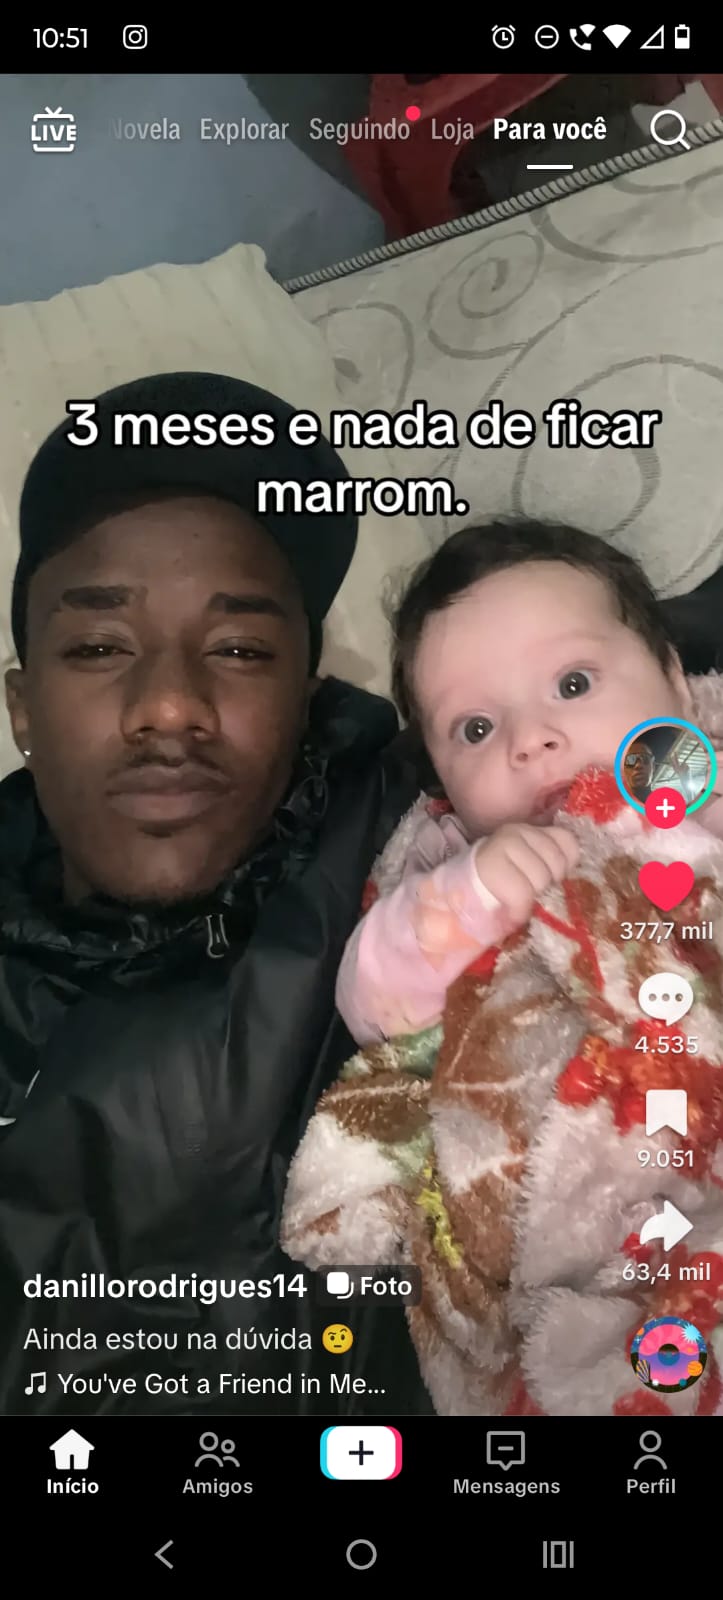 10:51
LIVE
Novela Explorar Seguindo Loja Para você
3 meses e nada de ficar
marrom.
377,7 mil
4.535
9.051
63,4 mil
danillorodrigues14 Foto
Ainda estou na dúvida 🤨
You've Got a Friend in Me...
Início Amigos Mensagens Perfil